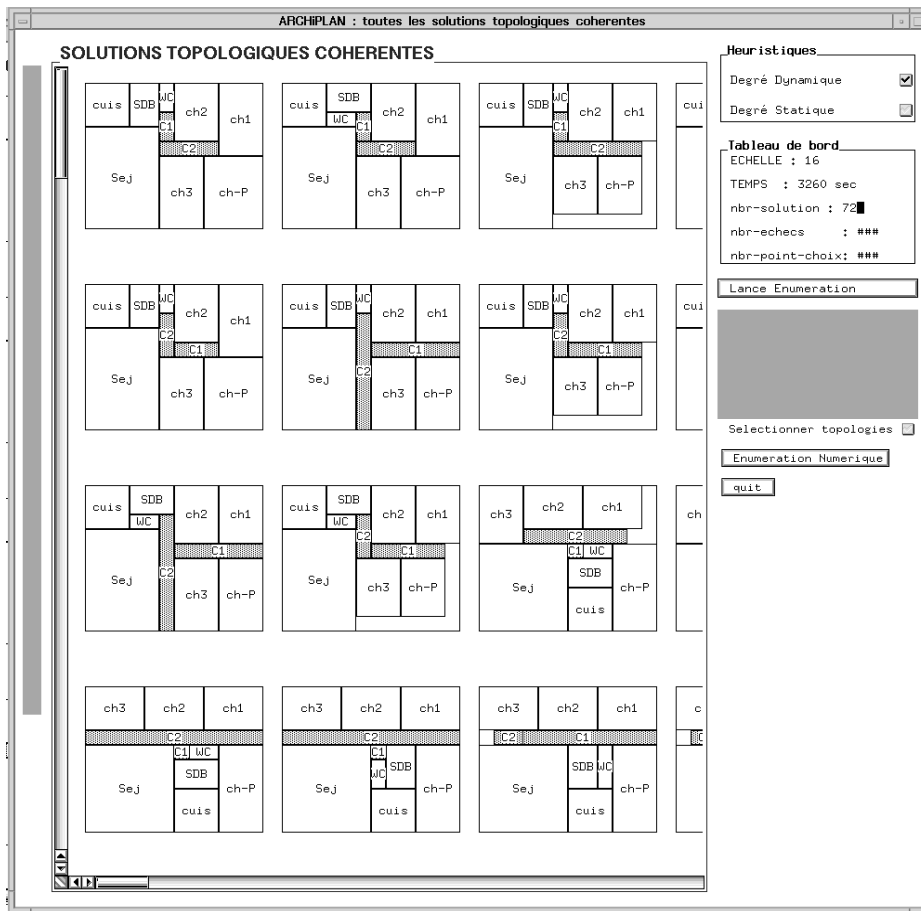 ARCHiPLAN : toutes les solutions topologiques coherentes
SOLUTIONS TOPOLOGIQUES COHERENTES
cuis SDB WC ch2 ch1
C1
C2
Sej ch3 ch-P
SDB
cuis WC ch2 ch1
C1
C2
Sej ch3 ch-P
cuis SDB WC ch2 ch1
C1
C2
Sej ch3 ch-P
cui
cuis SDB WC ch2 ch1
C2
C1
Sej ch3 ch-P
cuis SDB WC ch2 ch1
C1
Sej C2 ch3 ch-P
cuis SDB WC ch2 ch1
C2
C1
Sej ch3 ch-P
cui
SDB
cuis WC ch2 ch1
C1
Sej C2 ch3 ch-P
SDB
cuis WC ch2 ch1
C2
C1
Sej ch3 ch-P
ch3 ch2 ch1
C2
C1 WC
SDB
Sej ch-P
cuis
ch
ch3 ch2 ch1
C2
C1 WC
SDB
Sej ch-P
cuis
ch3 ch2 ch1
C2
C1
WC SDB
Sej ch-P
cuis
ch3 ch2 ch1
C2 C1
SDB WC
Sej ch-P
cuis
c
C
Heuristiques
Degré Dynamique
Degré Statique
Tableau de bord
ECHELLE : 16
TEMPS : 3260 sec
nbr-solution : 72
nbr-echecs : ###
nbr-point-choix: ###
Lance Enumeration
Selectionner topologies
Enumeration Numerique
quit